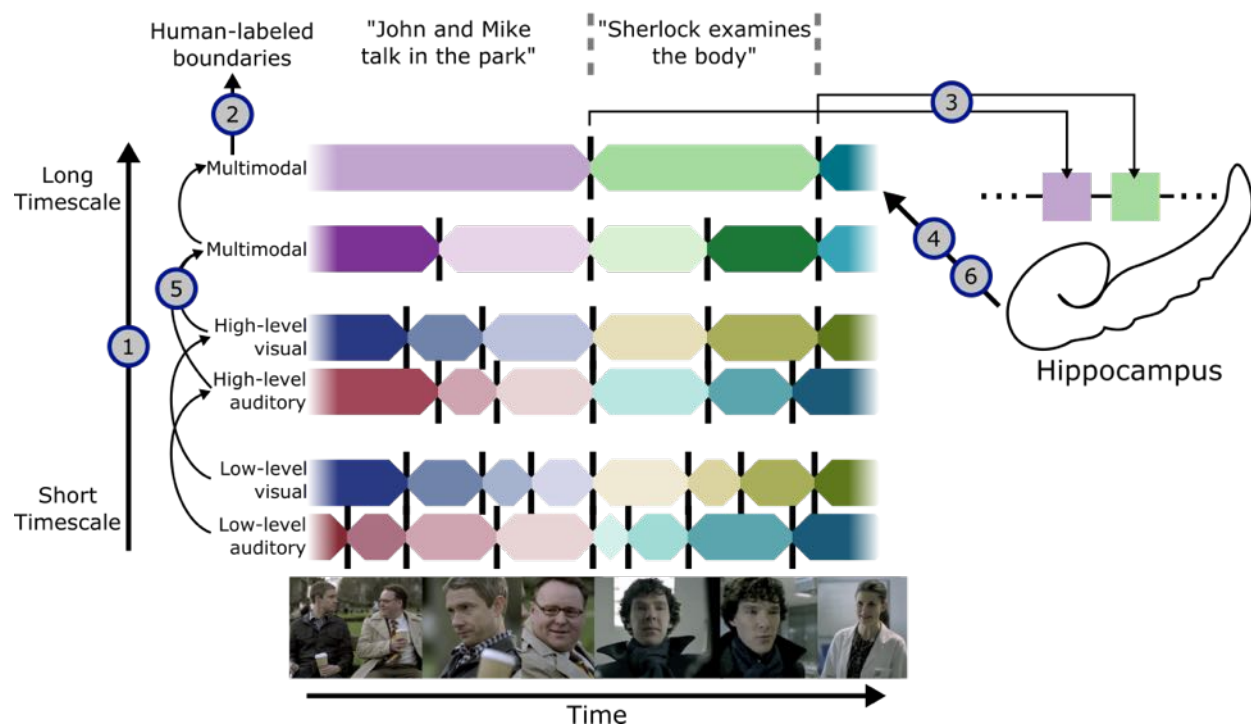 Human-labeled
boundaries
"John and Mike
talk in the park"
"Sherlock examines
the body"
2
3
Long
Timescale
Multimodal
Multimodal
4
6
5
1
High-level
visual
High-level
auditory
Hippocampus
Low-level
visual
Short
Timescale
Low-level
auditory
Time